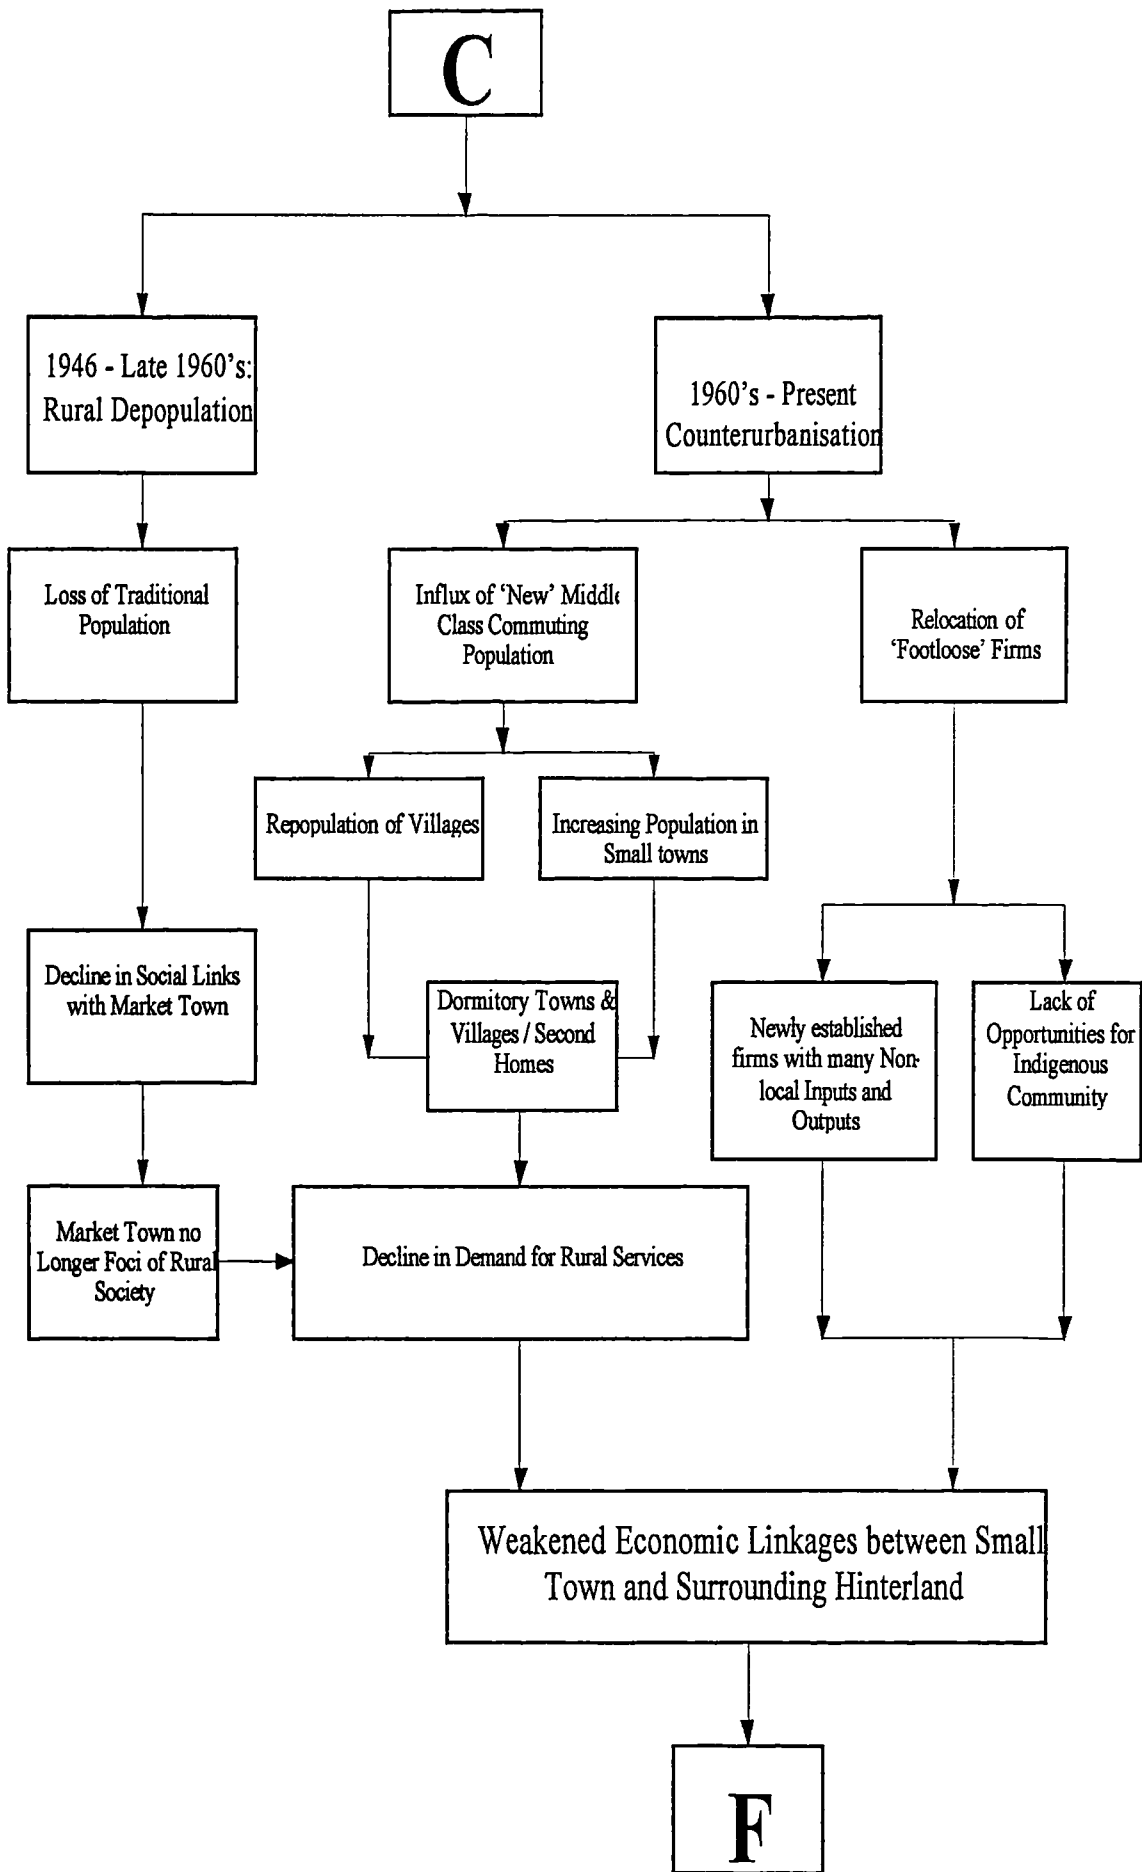 C
1946 - Late 1960's:
Rural Depopulation
1960's - Present
Counterurbanisation
Loss of Traditional
Population
Influx of 'New' Middle
Class Commuting
Population
Relocation of
'Footloose' Firms
Repopulation of Villages
Increasing Population in
Small towns
Decline in Social Links
with Market Town
Dormitory Towns &
Villages / Second
Homes
Newly established
firms with many Non-
local Inputs and
Outputs
Lack of
Opportunities for
Indigenous
Community
Market Town no
Longer Foci of Rural
Society
Decline in Demand for Rural Services
Weakened Economic Linkages between Small
Town and Surrounding Hinterland
F